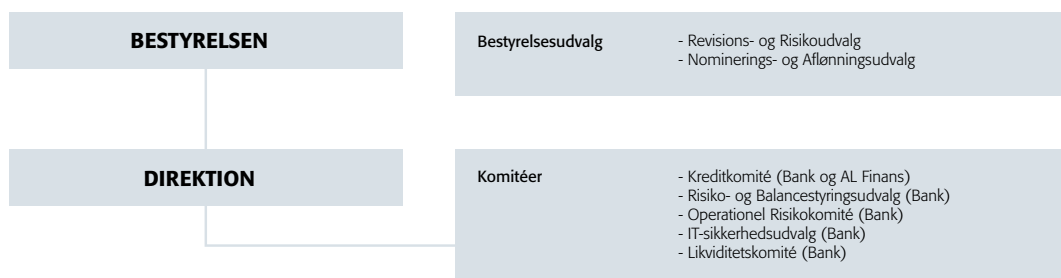 BESTYRELSEN
Bestyrelsesudvalg
- Revisions- og Risikoudvalg
- Nominerings- og Aflønningsudvalg
DIREKTION
Komitéer
- Kreditkomité (Bank og AL Finans)
- Risiko- og Balancestyringsudvalg (Bank)
- Operationel Risikokomité (Bank)
- IT-sikkerhedsudvalg (Bank)
- Likviditetskomité (Bank)